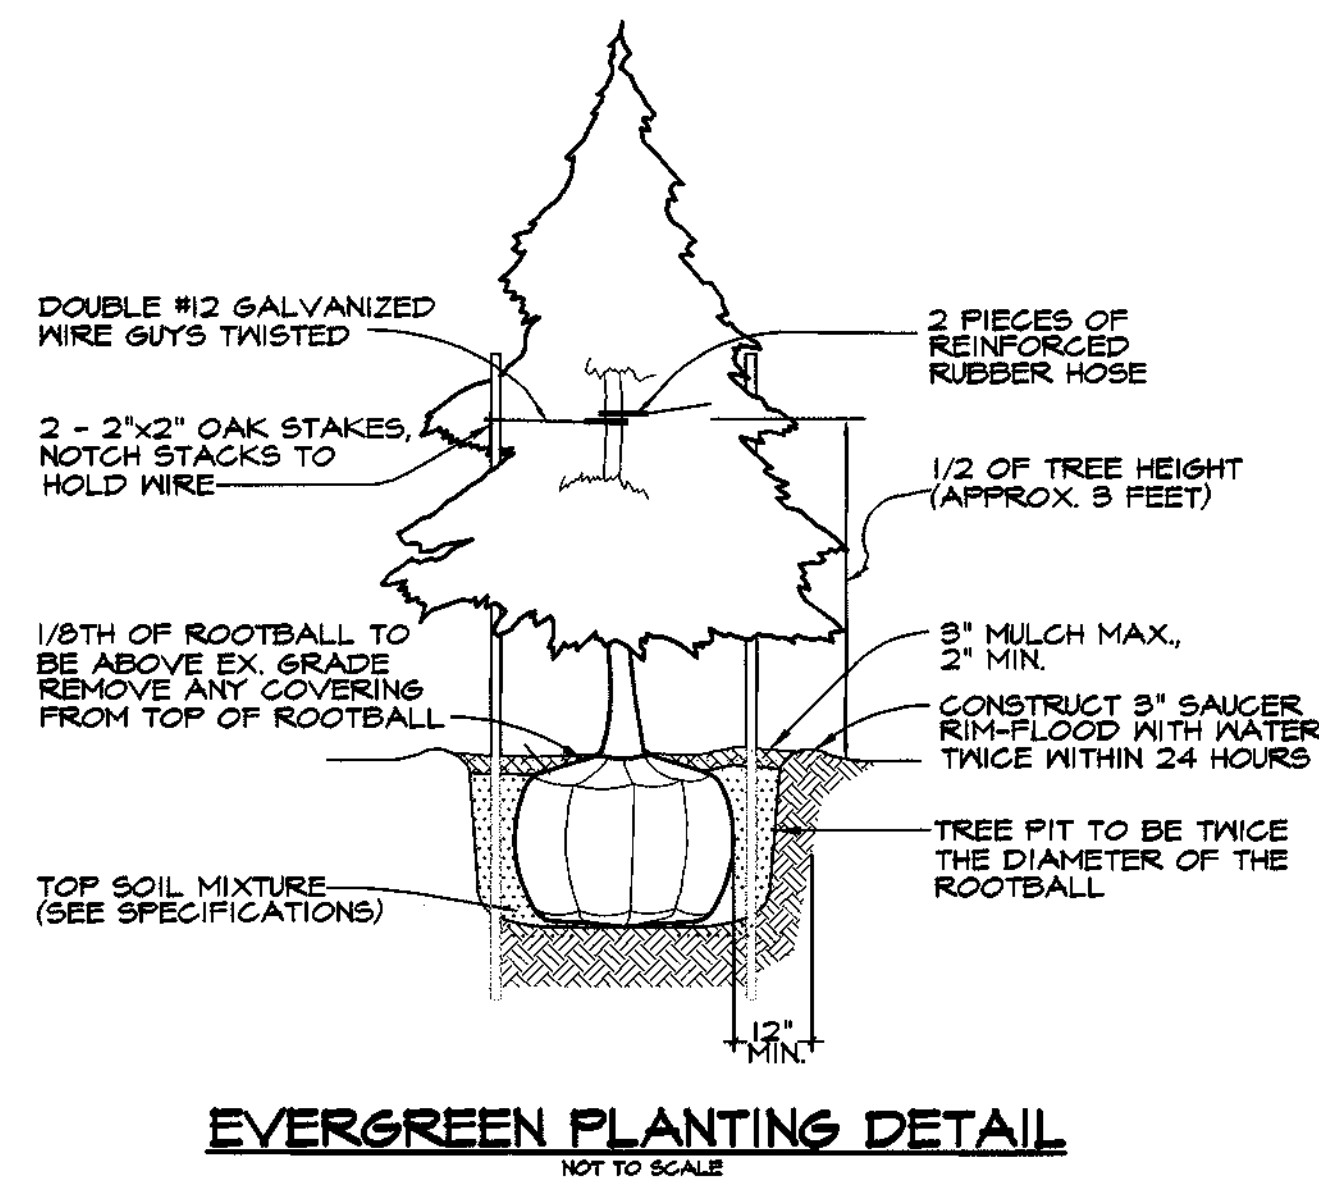 DOUBLE #12 GALVANIZED
WIRE GUYS TWISTED
2 - 2"x2" OAK STAKES,
NOTCH STACKS TO
HOLD WIRE
1/8TH OF ROOTBALL TO
BE ABOVE EX. GRADE
REMOVE ANY COVERING
FROM TOP OF ROOTBALL
TOP SOIL MIXTURE
(SEE SPECIFICATIONS)
2 PIECES OF
REINFORCED
RUBBER HOSE
1/2 OF TREE HEIGHT
(APPROX. 3 FEET)
3" MULCH MAX.,
2" MIN.
CONSTRUCT 3" SAUCER
RIM-FLOOD WITH WATER
TWICE WITHIN 24 HOURS
TREE PIT TO BE TWICE
THE DIAMETER OF THE
ROOTBALL
12"
MIN.
EVERGREEN PLANTING DETAIL
NOT TO SCALE